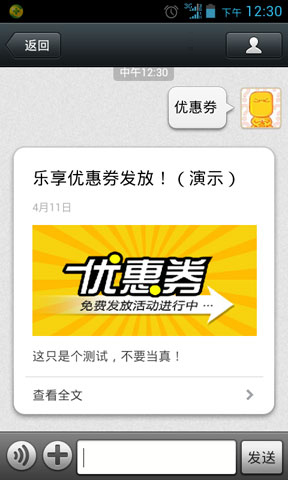 3G
下午 12:30
返回
中午12:30
优惠券
乐享优惠券发放！（演示）
4月11日
优惠券
免费发放活动进行中 ···
这只是个测试，不要当真！
查看全文
发送